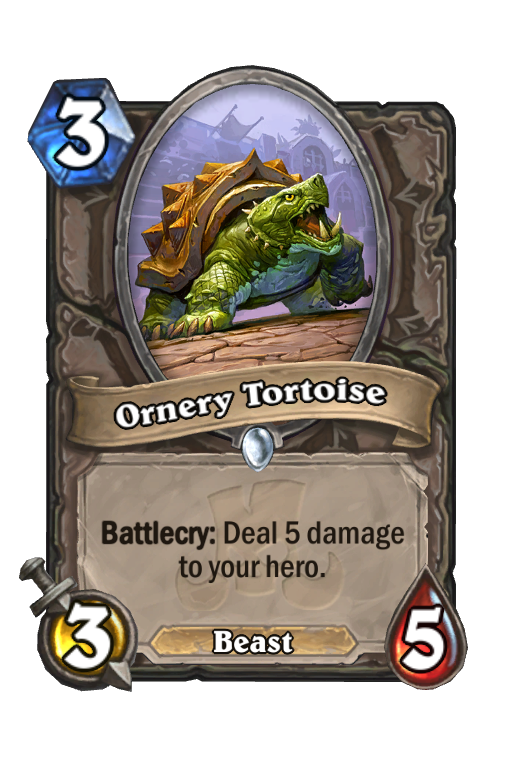 3
Ornery Tortoise
Battlecry: Deal 5 damage
to your hero.
3
Beast
5